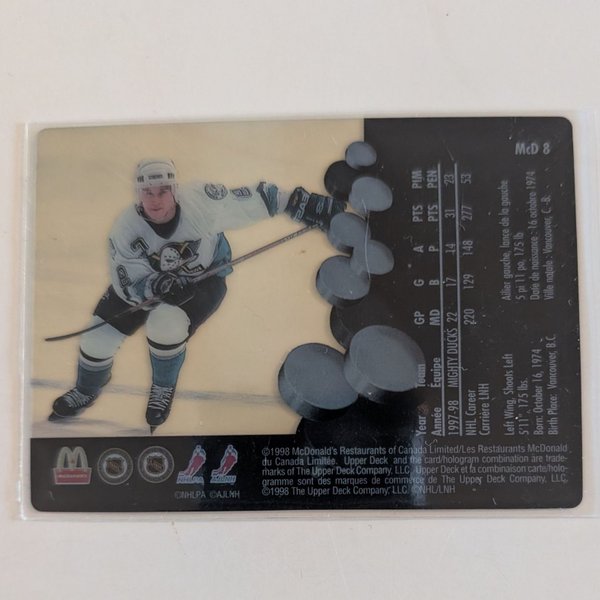 McD 8
Year Team GP G A PTS PIM
Année Équipe MD B P PTS PEN
1997-98 MIGHTY DUCKS 22 17 14 31 23
NHL Career
Carrière LNH 220 129 148 277 53
Left Wing, Shoots Left
5'11", 175 lbs.
Born: October 16, 1974
Birth Place: Vancouver, B.C.
Ailier gauche, lance de la gauche
5 pi 11 po, 175 lb
Date de naissance: 16 octobre 1974
Ville natale: Vancouver, C.-B.
©1998 McDonald's Restaurants of Canada Limited/Les Restaurants McDonald
du Canada Limitée. Upper Deck and the card/hologram combination are trade-
marks of The Upper Deck Company, LLC. Upper Deck et la combinaison carte/holo-
gramme sont des marques de commerce de The Upper Deck Company, LLC.
©1998 The Upper Deck Company, LLC. ©NHL/LNH
McDonald's
NHL
NHLPA
©NHLPA ©AJLNH